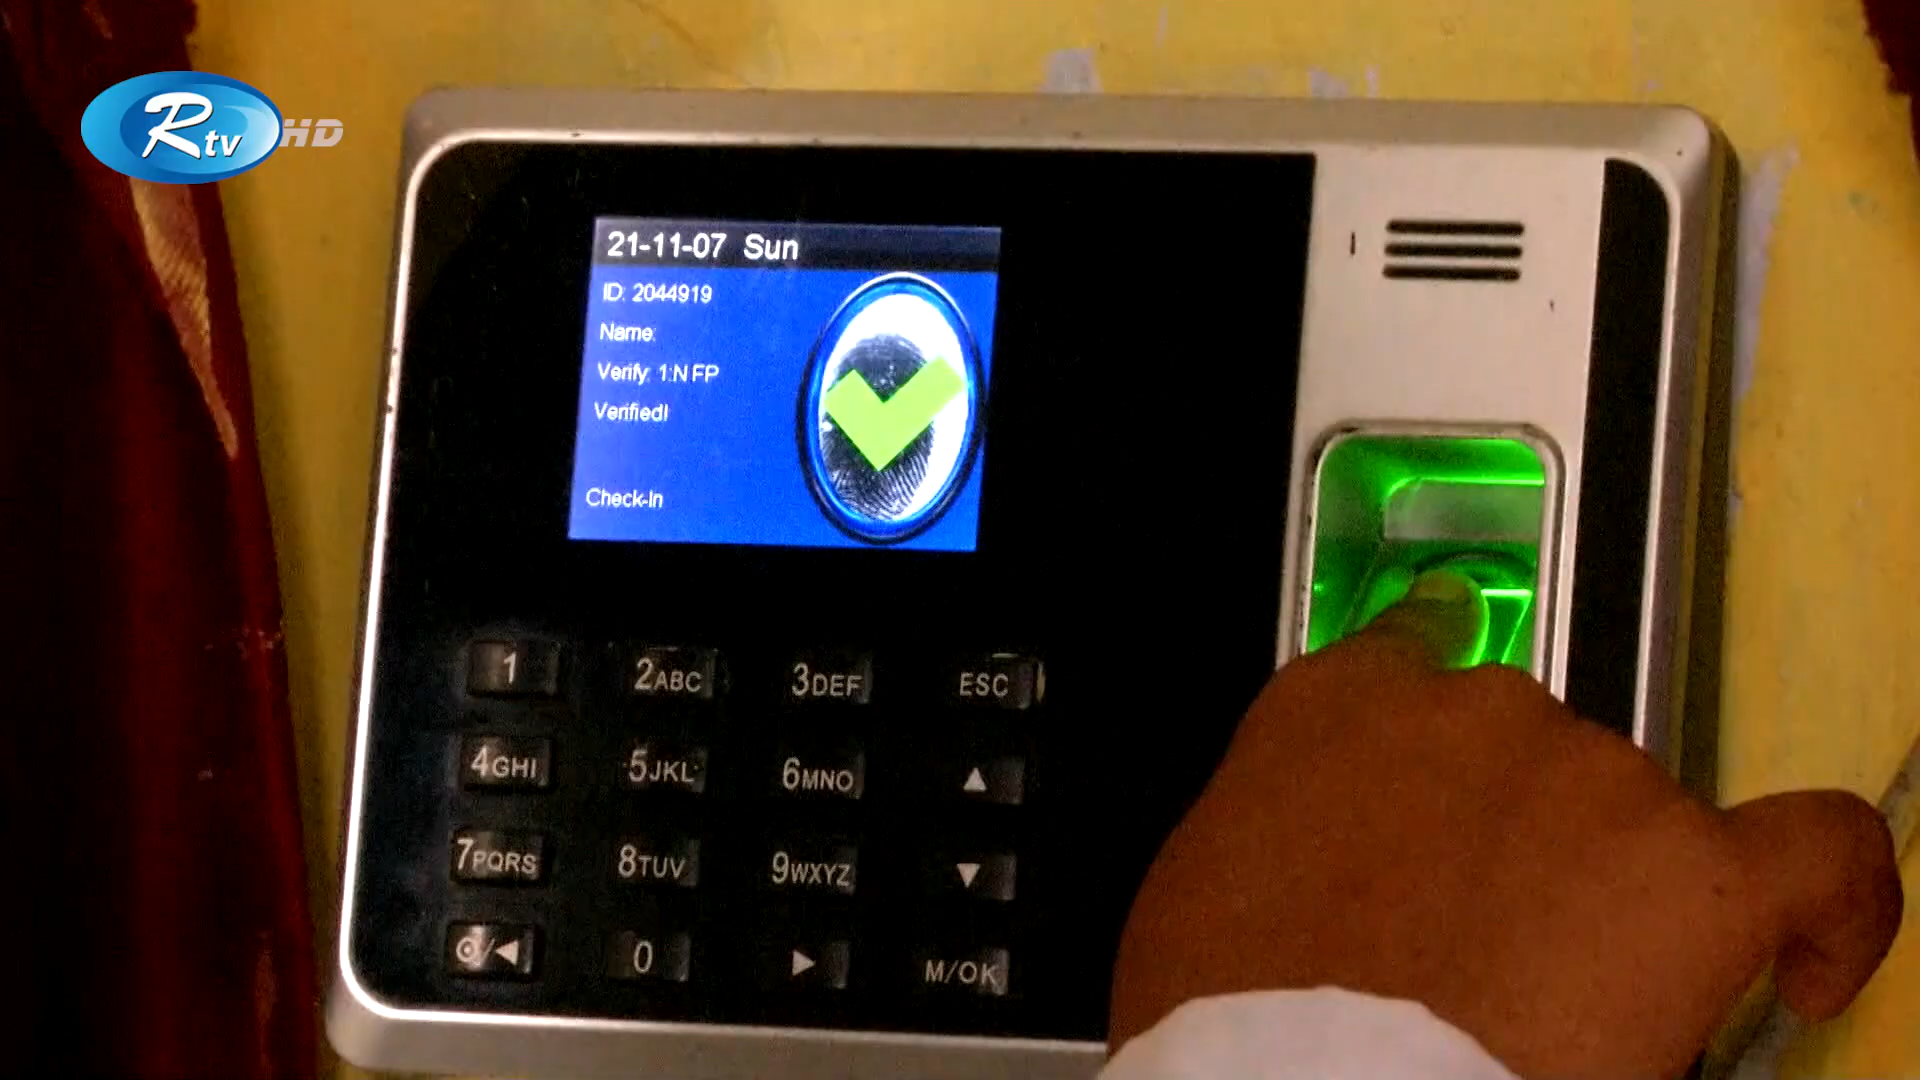 Rtv HD
21-11-07 Sun
ID: 2044919
Name:
Verify: 1:N FP
Verified!
Check-In
1 2ABC 3DEF ESC
4GHI 5JKL 6MNO ▲
7PQRS 8TUV 9WXYZ ▼
0 ▶ M/OK